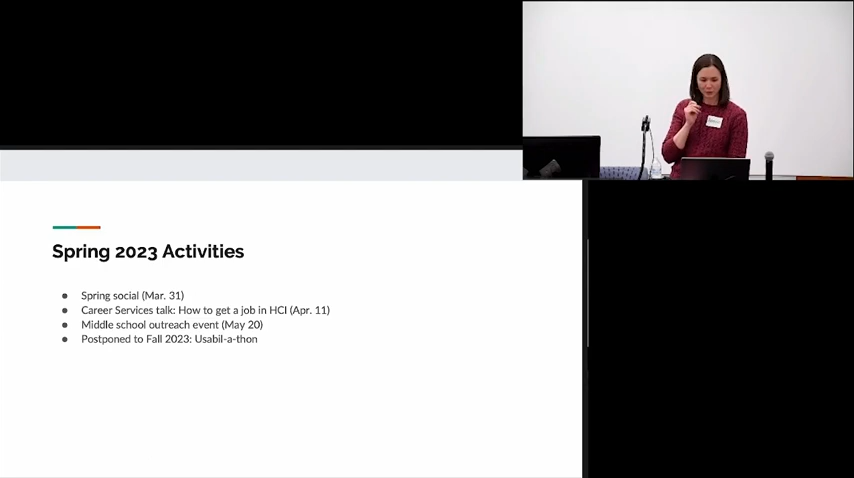 Spring 2023 Activities
Spring social (Mar. 31)
Career Services talk: How to get a job in HCI (Apr. 11)
Middle school outreach event (May 20)
Postponed to Fall 2023: Usabil-a-thon